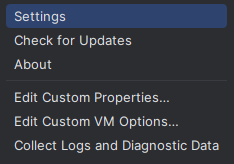 Settings
Check for Updates
About
Edit Custom Properties...
Edit Custom VM Options...
Collect Logs and Diagnostic Data